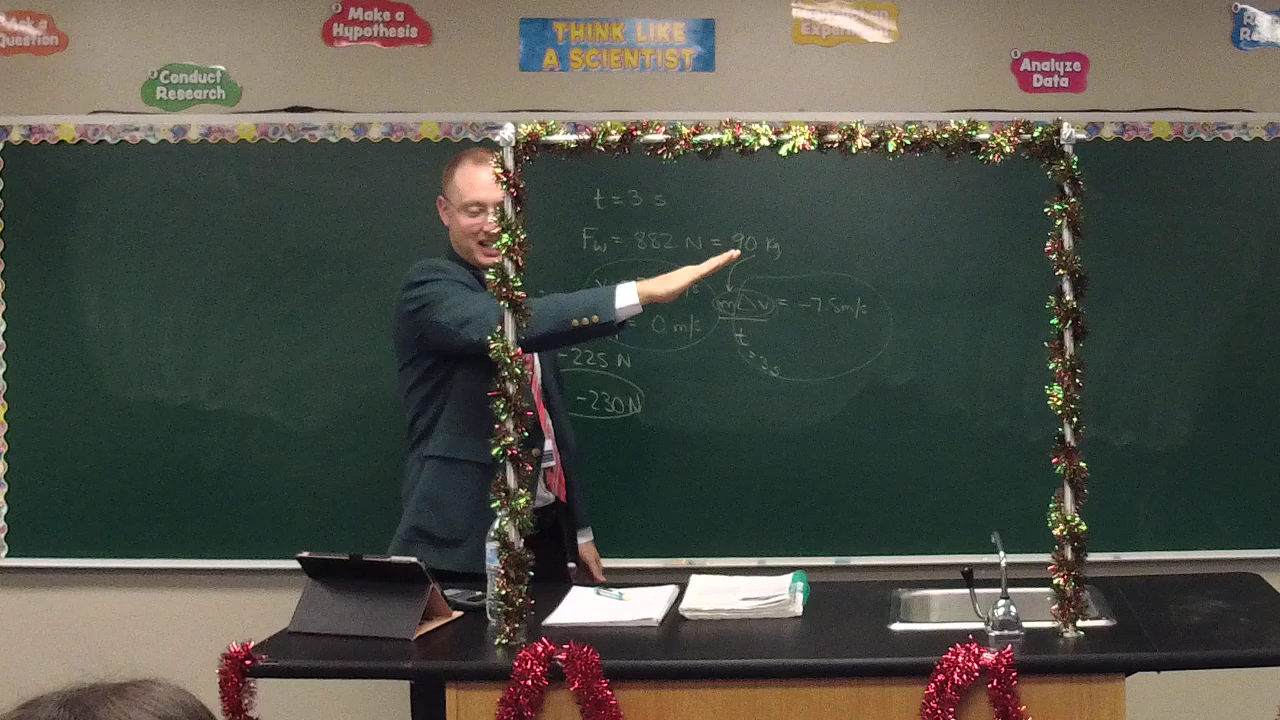 Make a
Hypothesis
THINK LIKE
A SCIENTIST
Question
Conduct
Research
Analyze
Data
t = 3 s
Fw = 882 N = 90 kg
m Δv = -7.5 m/s
0 m/s
t
= 3s
-225 N
-230 N